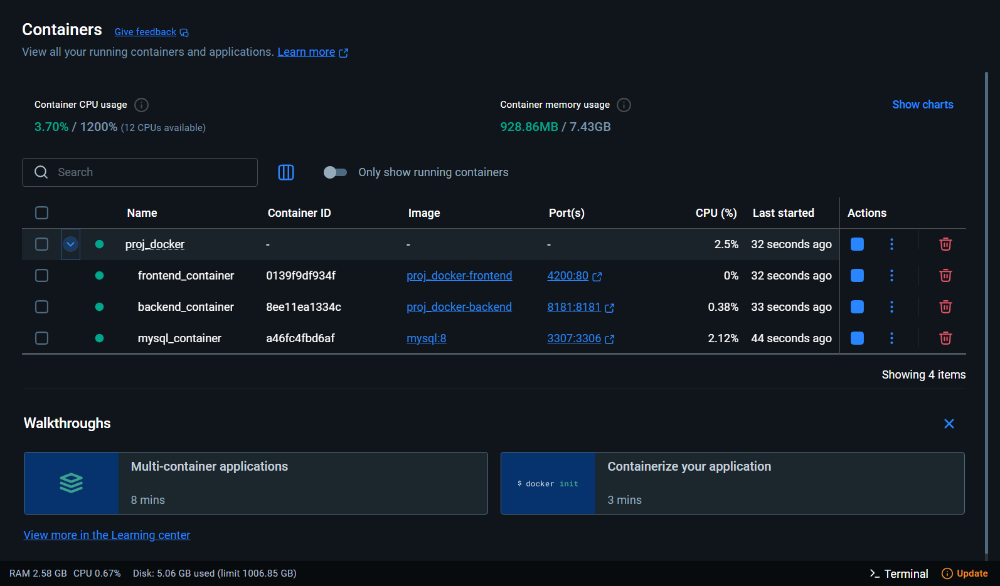 Containers Give feedback
View all your running containers and applications. Learn more
Container CPU usage
3.70% / 1200% (12 CPUs available)
Container memory usage
928.86MB / 7.43GB
Show charts
Search
Only show running containers
Name Container ID Image Port(s) CPU (%) Last started Actions
proj_docker - - - 2.5% 32 seconds ago
frontend_container 0139f9df934f proj_docker-frontend 4200:80 0% 32 seconds ago
backend_container 8ee11ea1334c proj_docker-backend 8181:8181 0.38% 33 seconds ago
mysql_container a46fc4fbd6af mysql:8 3307:3306 2.12% 44 seconds ago
Showing 4 items
Walkthroughs
Multi-container applications
8 mins
$ docker init
Containerize your application
3 mins
View more in the Learning center
RAM 2.58 GB CPU 0.67% Disk: 5.06 GB used (limit 1006.85 GB) >_ Terminal Update